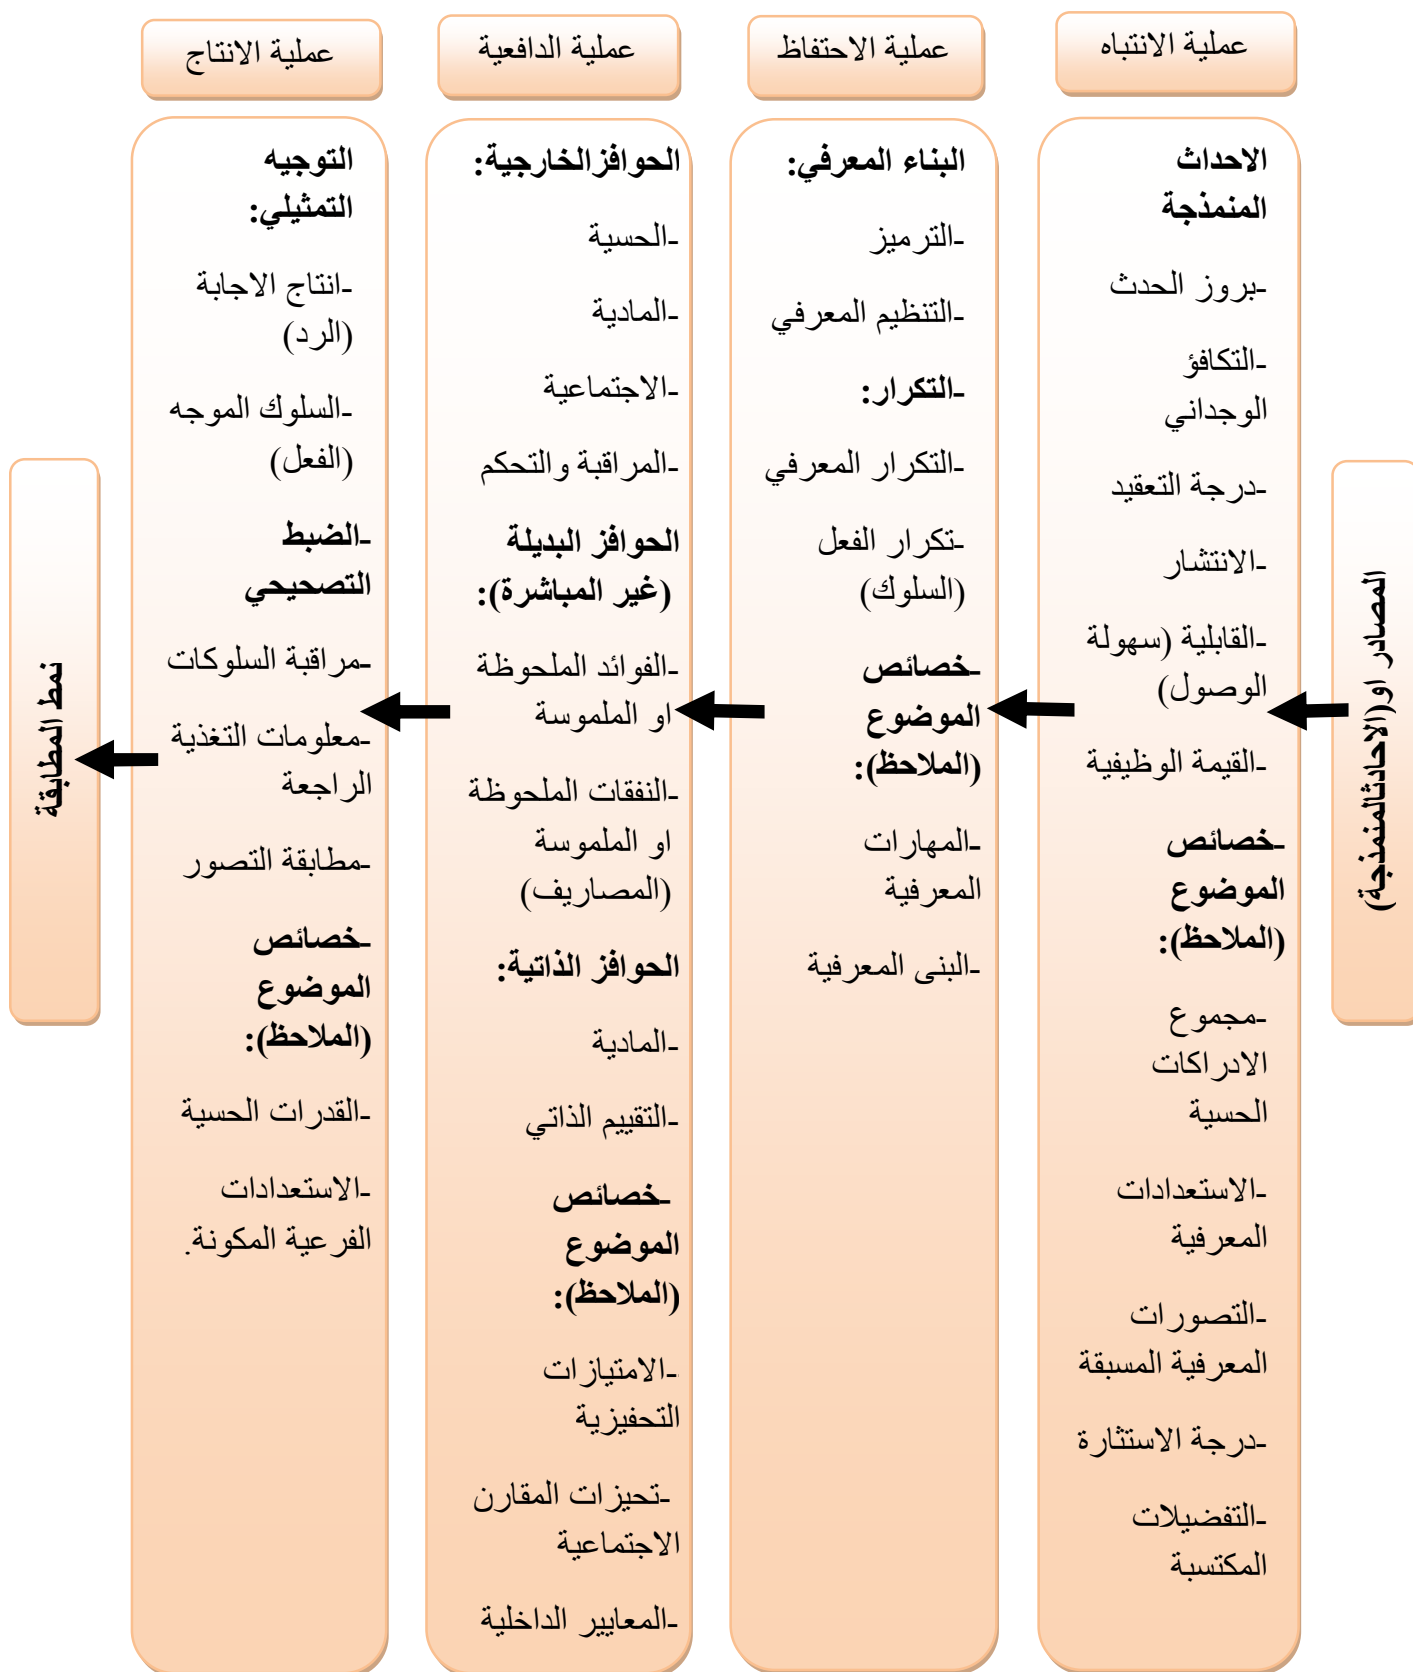 عملية الانتباه
عملية الاحتفاظ
عملية الدافعية
عملية الانتاج
المصادر او(الاحادثالمنمذجة)
الاحداث
المنمذجة
-بروز الحدث
-التكافؤ
الوجداني
-درجة التعقيد
-الانتشار
-القابلية (سهولة
الوصول)
-القيمة الوظيفية
-خصائص
الموضوع
(الملاحظ):
-مجموع
الادراكات
الحسية
-الاستعدادات
المعرفية
-التصورات
المعرفية المسبقة
-درجة الاستثارة
-التفضيلات
المكتسبة
البناء المعرفي:
-الترميز
-التنظيم المعرفي
-التكرار:
-التكرار المعرفي
-تكرار الفعل
(السلوك)
-خصائص
الموضوع
(الملاحظ):
-المهارات
المعرفية
-البنى المعرفية
الحوافزالخارجية:
-الحسية
-المادية
-الاجتماعية
-المراقبة والتحكم
الحوافز البديلة
(غير المباشرة):
-الفوائد الملحوظة
او الملموسة
-النفقات الملحوظة
او الملموسة
(المصاريف)
الحوافز الذاتية:
-المادية
-التقييم الذاتي
-خصائص
الموضوع
(الملاحظ):
-الامتيازات
التحفيزية
-تحيزات المقارن
الاجتماعية
-المعايير الداخلية
التوجيه
التمثيلي:
-انتاج الاجابة
(الرد)
-السلوك الموجه
(الفعل)
-الضبط
التصحيحي
-مراقبة السلوكات
-معلومات التغذية
الراجعة
-مطابقة التصور
-خصائص
الموضوع
(الملاحظ):
-القدرات الحسية
-الاستعدادات
الفرعية المكونة.
نمط المطابقة